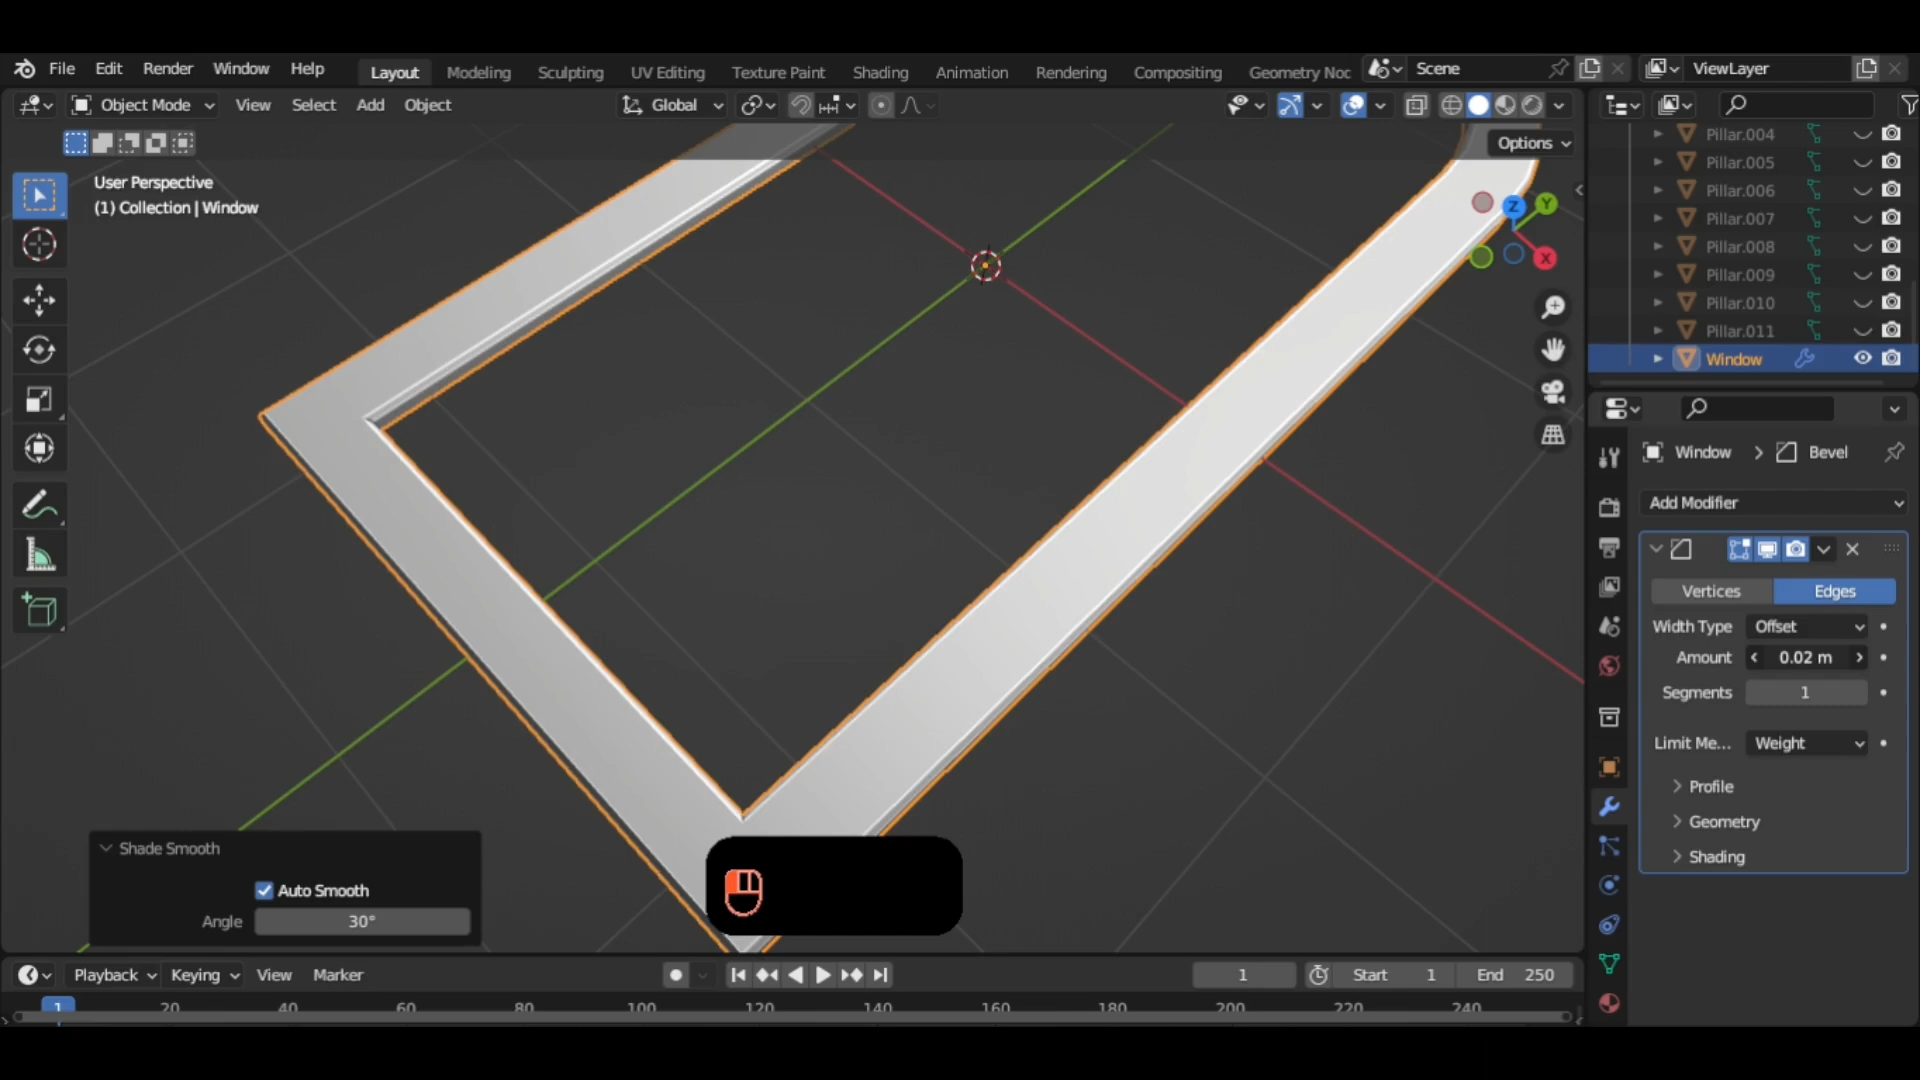 File Edit Render Window Help Layout Modeling Sculpting UV Editing Texture Paint Shading Animation Rendering Compositing Geometry Noc Scene ViewLayer
Object Mode View Select Add Object Global
Options
User Perspective
(1) Collection | Window
Z Y X
Pillar.004
Pillar.005
Pillar.006
Pillar.007
Pillar.008
Pillar.009
Pillar.010
Pillar.011
Window
Window > Bevel
Add Modifier
Vertices Edges
Width Type Offset
Amount 0.02 m
Segments 1
Limit Me... Weight
Profile
Geometry
Shading
Shade Smooth
Auto Smooth
Angle 30°
Playback Keying View Marker 1 Start 1 End 250
1 20 40 60 80 100 120 140 160 180 200 220 240